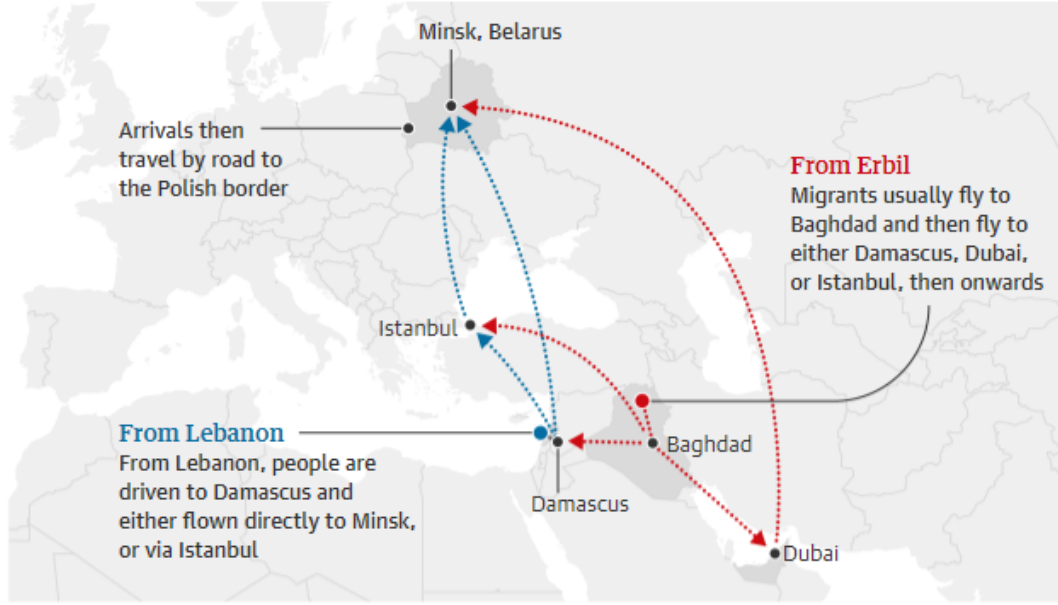 Minsk, Belarus
Arrivals then
travel by road to
the Polish border
From Erbil
Migrants usually fly to
Baghdad and then fly to
either Damascus, Dubai,
or Istanbul, then onwards
Istanbul
From Lebanon
From Lebanon, people are
driven to Damascus and
either flown directly to Minsk,
or via Istanbul
Baghdad
Damascus
Dubai